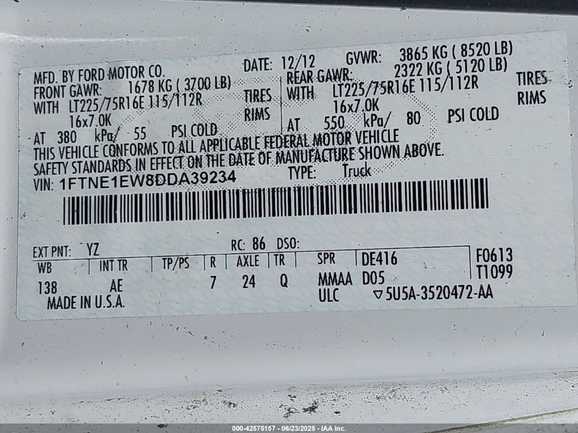 MFD. BY FORD MOTOR CO. DATE: 12/12 GVWR: 3865 KG ( 8520 LB)
FRONT GAWR: 1678 KG ( 3700 LB) REAR GAWR: 2322 KG ( 5120 LB)
WITH LT225/75R16E 115/112R TIRES WITH LT225/75R16E 115/112R TIRES
16x7.0K RIMS 16x7.0K RIMS
AT 380 kPa/ 55 PSI COLD AT 550 kPa/ 80 PSI COLD
THIS VEHICLE CONFORMS TO ALL APPLICABLE FEDERAL MOTOR VEHICLE
SAFETY STANDARDS IN EFFECT ON THE DATE OF MANUFACTURE SHOWN ABOVE.
VIN: 1FTNE1EW8DDA39234 TYPE: Truck
EXT PNT: YZ RC: 86 DSO:
WB INT TR TP/PS R AXLE TR SPR DE416 F0613
138 AE 7 24 Q MMAA D05 T1099
MADE IN U.S.A. ULC ▽5U5A-3520472-AA
000-42575157 - 06/23/2025 - IAA Inc.